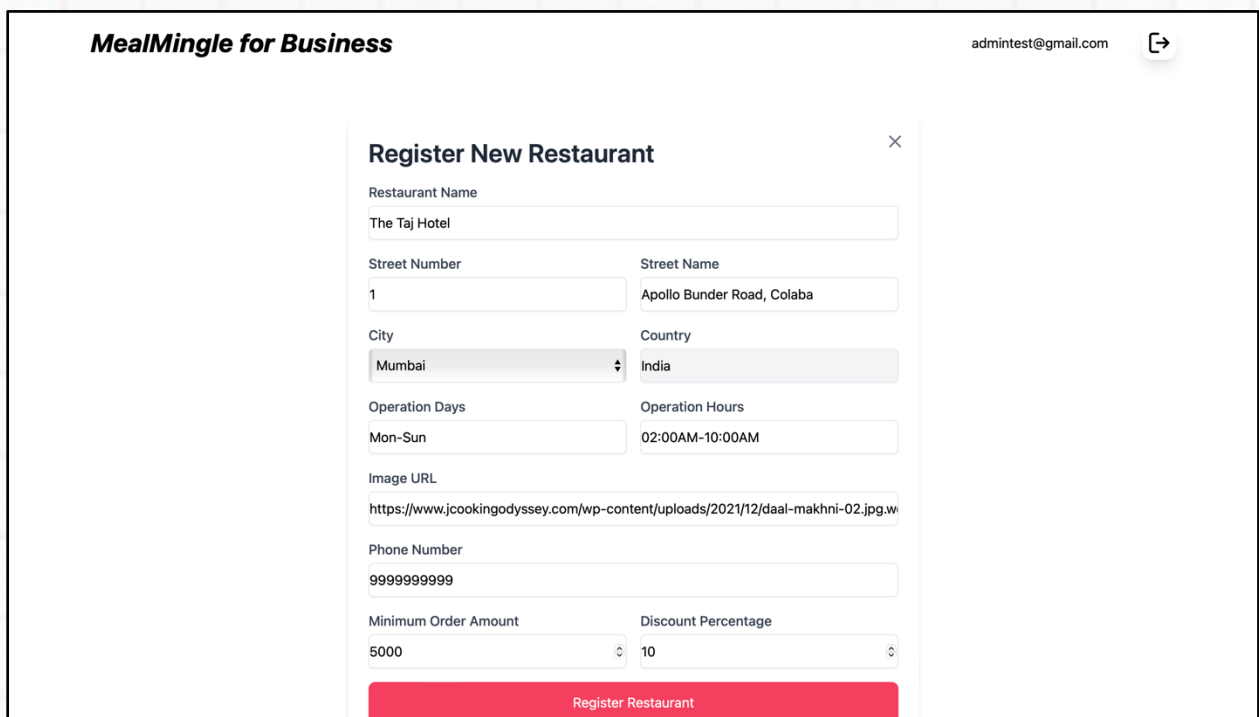 MealMingle for Business
admintest@gmail.com
Register New Restaurant
Restaurant Name
The Taj Hotel
Street Number Street Name
1 Apollo Bunder Road, Colaba
City Country
Mumbai India
Operation Days Operation Hours
Mon-Sun 02:00AM-10:00AM
Image URL
https://www.jcookingodyssey.com/wp-content/uploads/2021/12/daal-makhni-02.jpg.w
Phone Number
9999999999
Minimum Order Amount Discount Percentage
5000 10
Register Restaurant